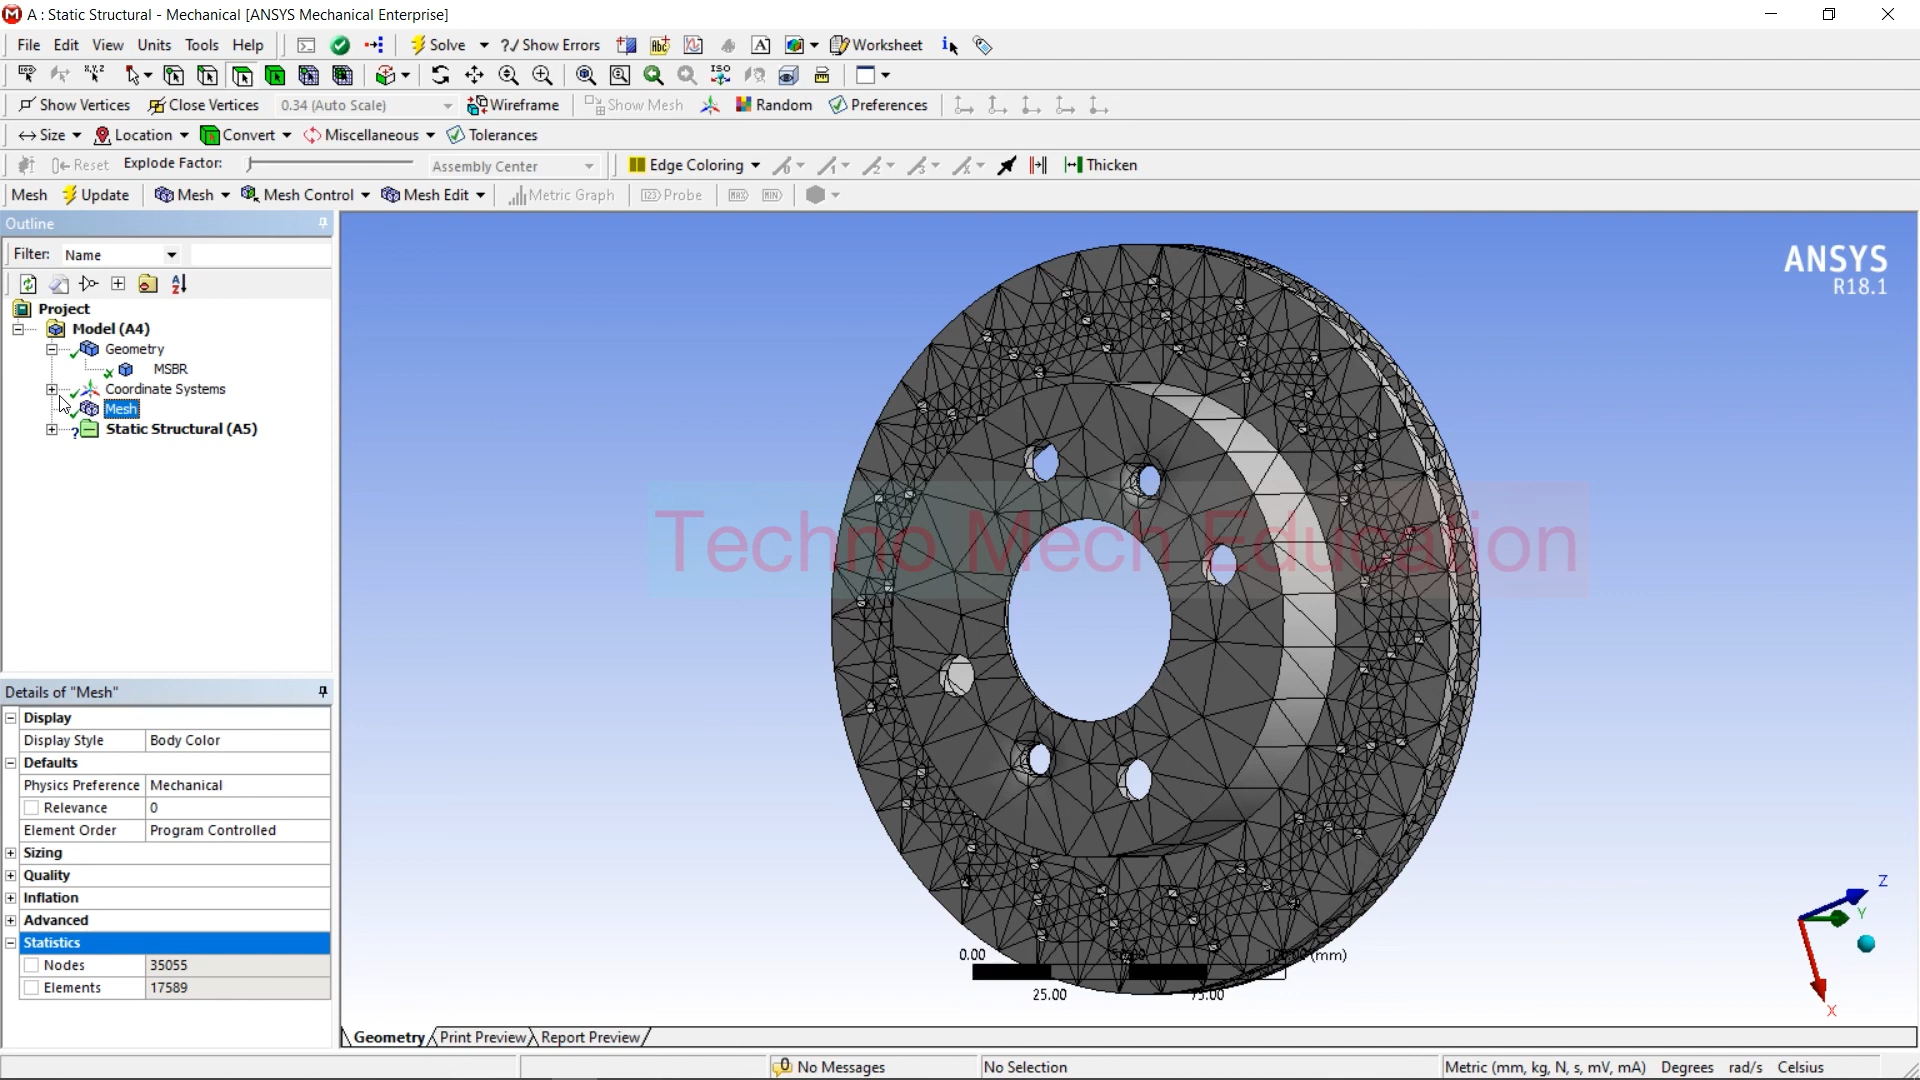 A : Static Structural - Mechanical [ANSYS Mechanical Enterprise]
File Edit View Units Tools Help Solve ?/ Show Errors Worksheet
Show Vertices Close Vertices 0.34 (Auto Scale) Wireframe Show Mesh Random Preferences
Size Location Convert Miscellaneous Tolerances
Reset Explode Factor: Assembly Center Edge Coloring Thicken
Mesh Update Mesh Mesh Control Mesh Edit Metric Graph Probe MAX MIN
Outline
Filter: Name
Project
Model (A4)
Geometry
MSBR
Coordinate Systems
Mesh
Static Structural (A5)
Details of "Mesh"
Display
Display Style Body Color
Defaults
Physics Preference Mechanical
Relevance 0
Element Order Program Controlled
Sizing
Quality
Inflation
Advanced
Statistics
Nodes 35055
Elements 17589
ANSYS
R18.1
Techno Mech Education
0.00 (mm)
25.00 75.00
Z
Y
X
Geometry Print Preview Report Preview
No Messages No Selection Metric (mm, kg, N, s, mV, mA) Degrees rad/s Celsius